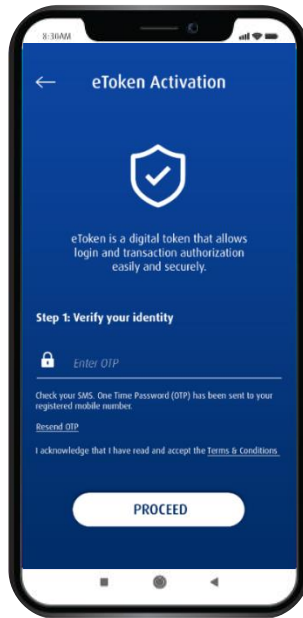 8:30AM
eToken Activation
eToken is a digital token that allows
login and transaction authorization
easily and securely.
Step 1: Verify your identity
Enter OTP
Check your SMS. One Time Password (OTP) has been sent to your
registered mobile number.
Resend OTP
I acknowledge that I have read and accept the Terms & Conditions
PROCEED